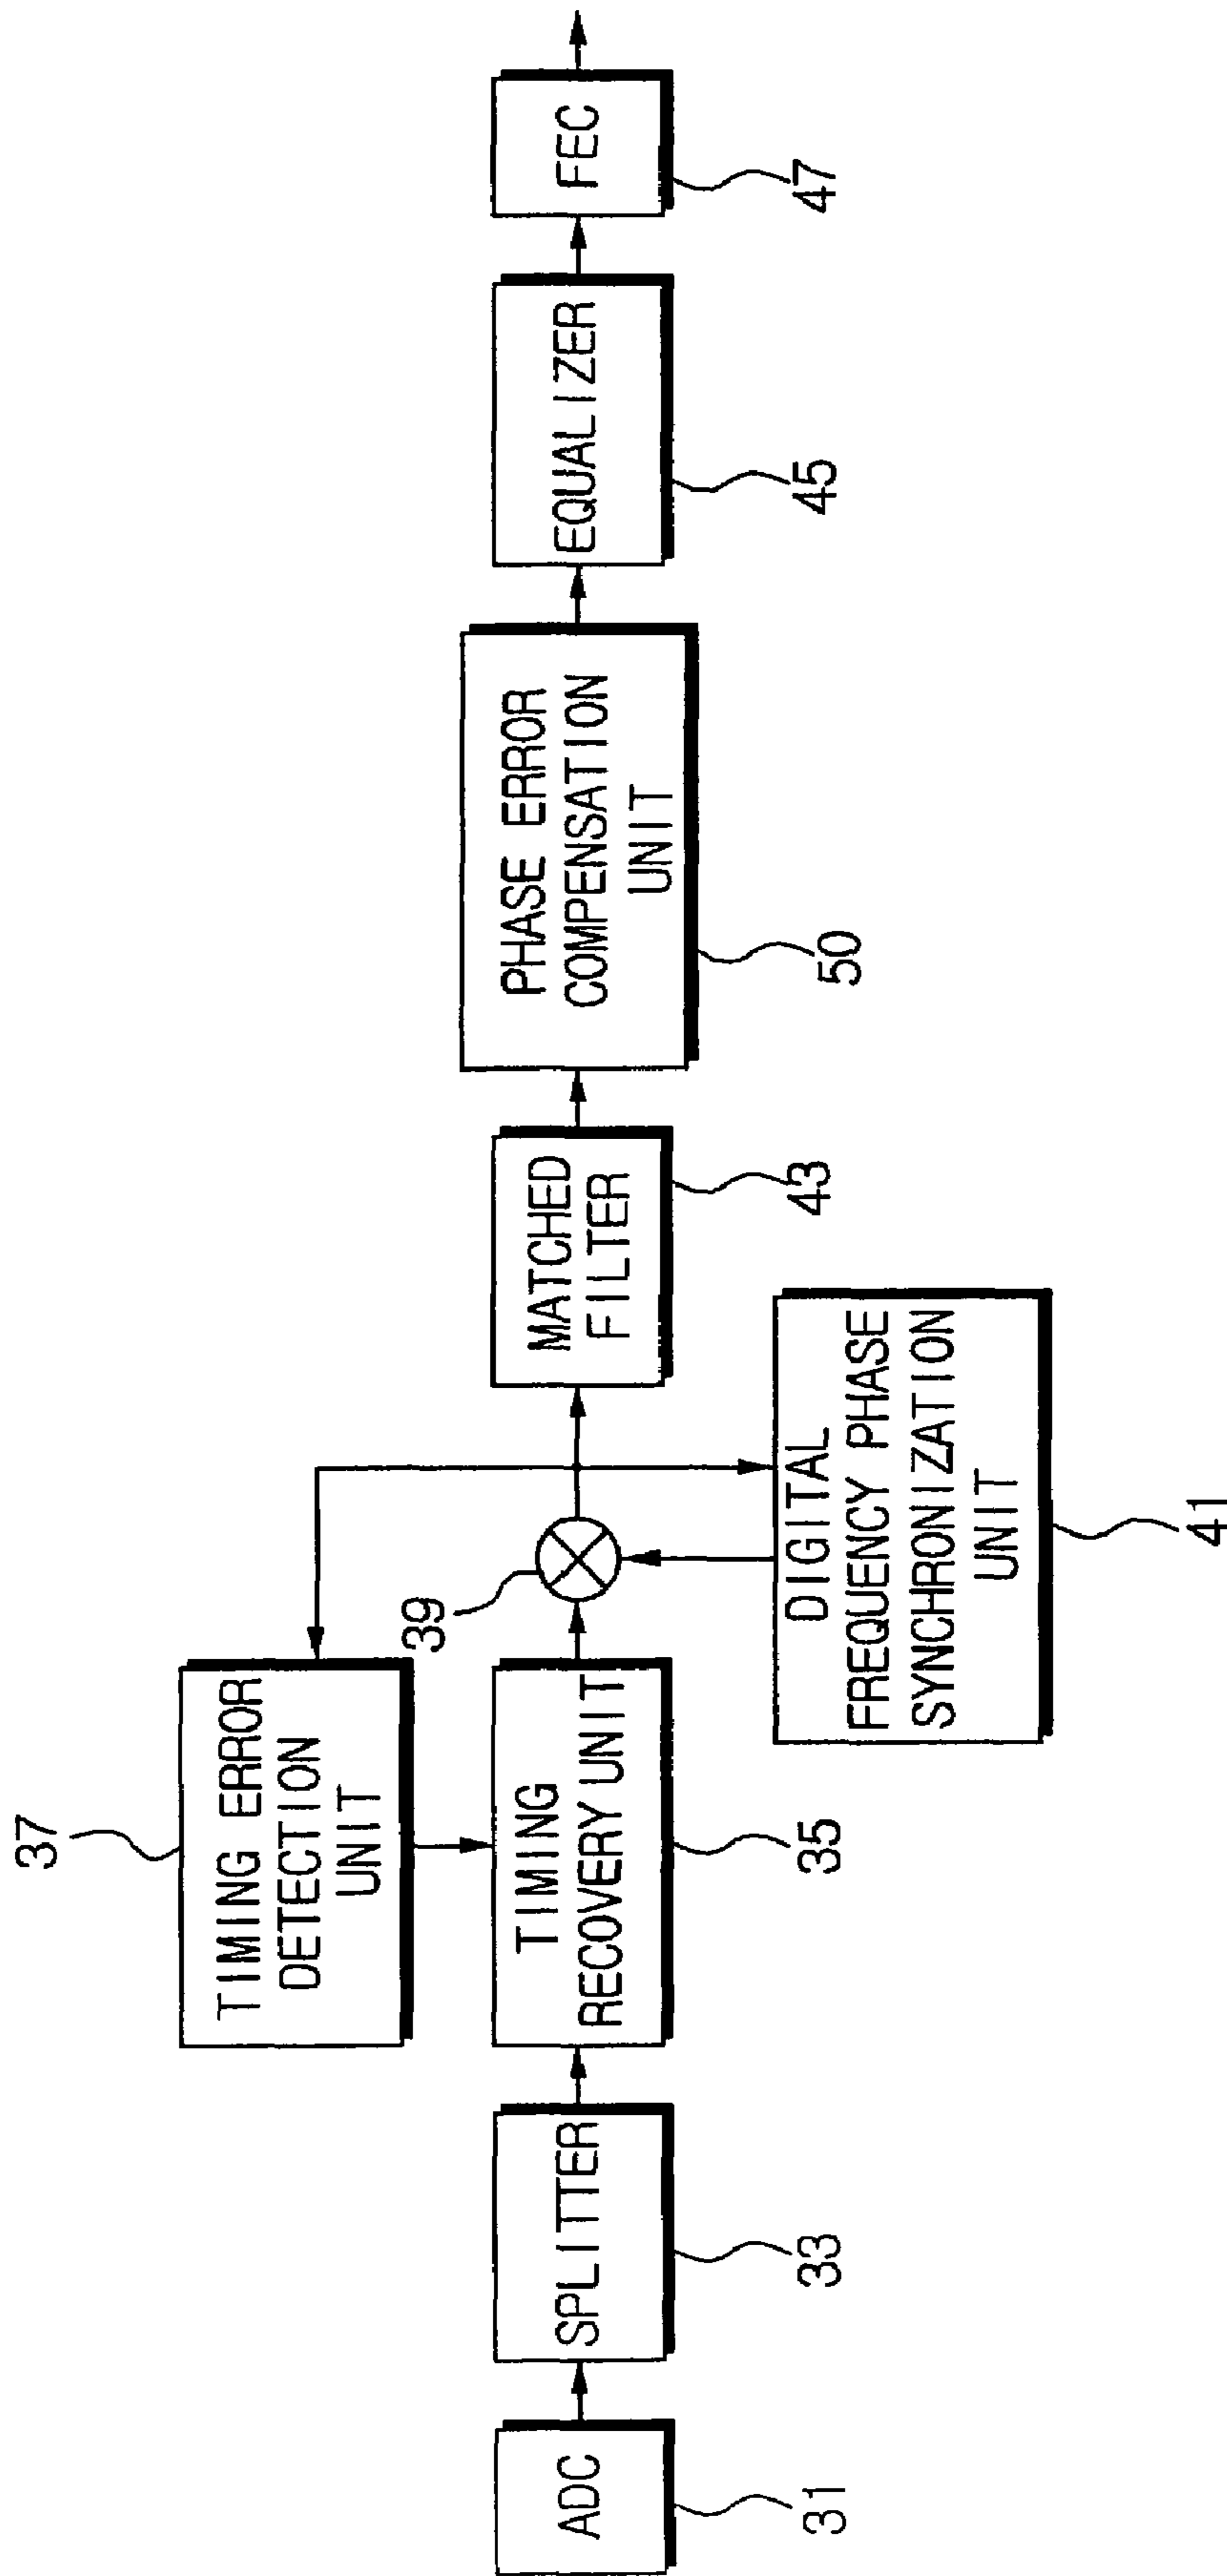 ADC
31
SPLITTER
33
TIMING
RECOVERY UNIT
35
TIMING ERROR
DETECTION
UNIT
37
39
DIGITAL
FREQUENCY PHASE
SYNCHRONIZATION
UNIT
41
MATCHED
FILTER
43
PHASE ERROR
COMPENSATION
UNIT
50
EQUALIZER
45
FEC
47